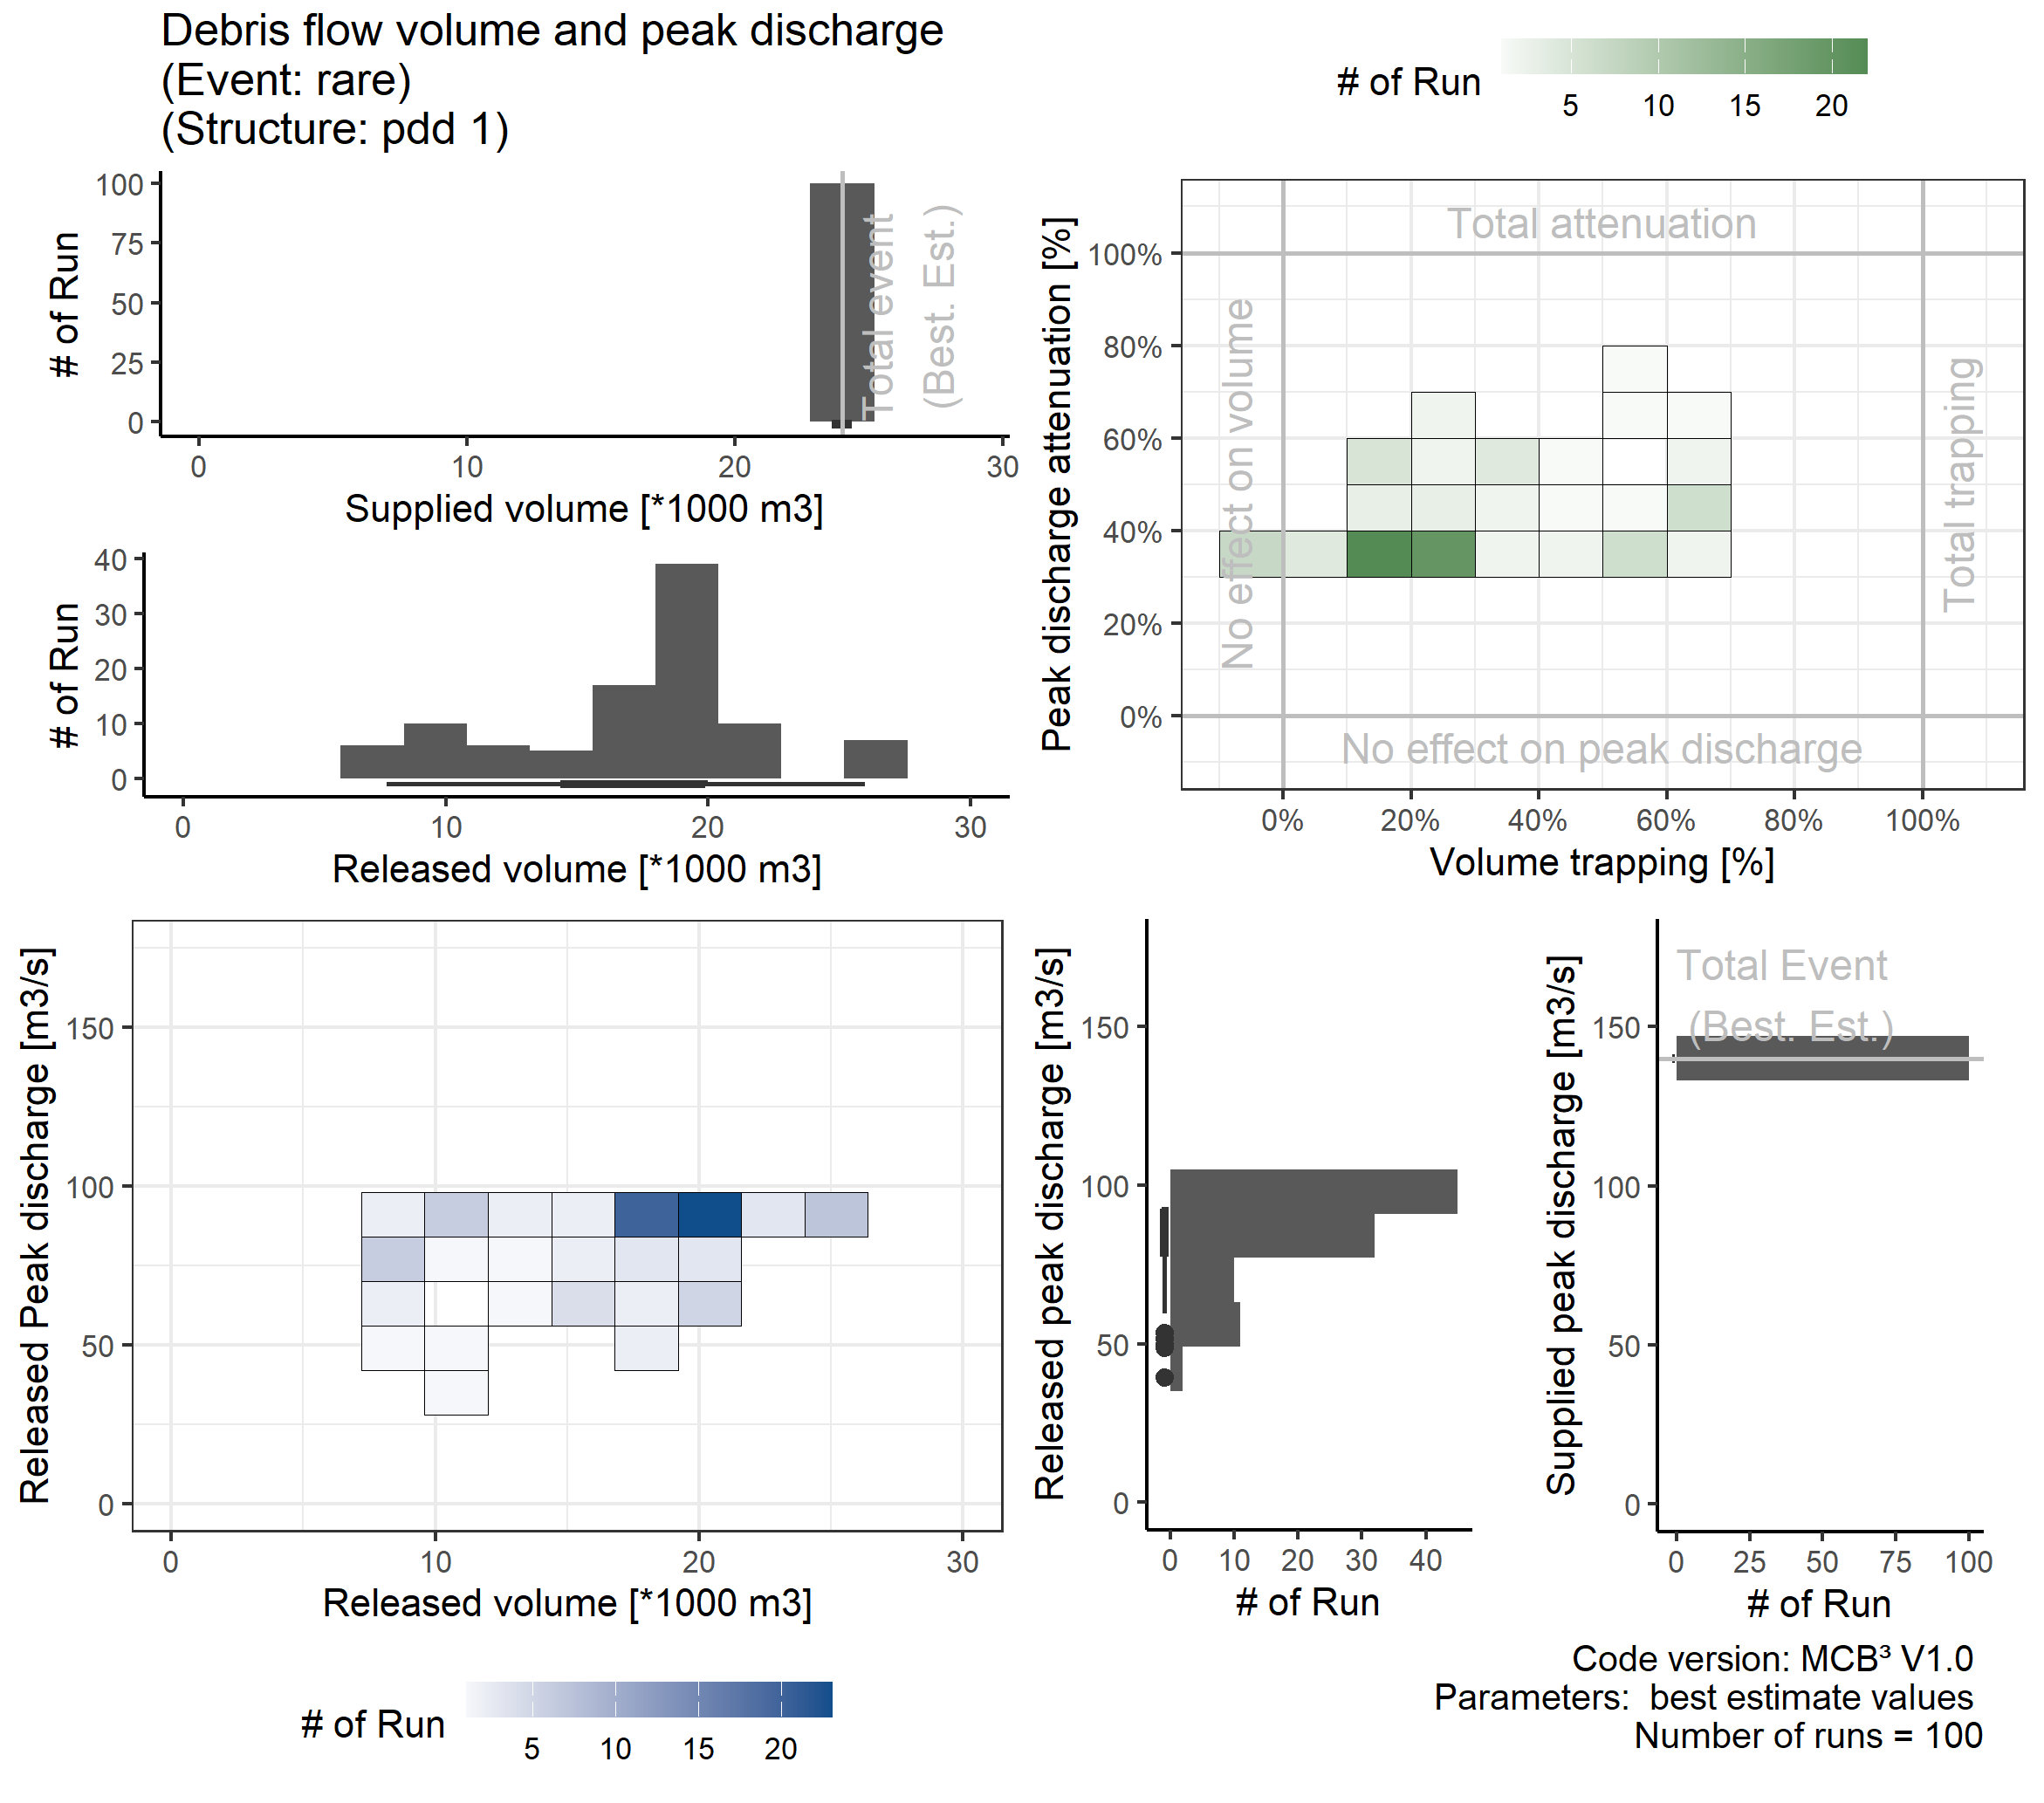 Debris flow volume and peak discharge
(Event: rare)
(Structure: pdd 1)
# of Run
5 10 15 20
# of Run
100
75
50
25
0
Total event
(Best. Est.)
0 10 20 30
Supplied volume [*1000 m3]
# of Run
40
30
20
10
0
0 10 20 30
Released volume [*1000 m3]
Peak discharge attenuation [%]
100%
80%
60%
40%
20%
0%
Total attenuation
No effect on volume
Total trapping
No effect on peak discharge
0% 20% 40% 60% 80% 100%
Volume trapping [%]
Released Peak discharge [m3/s]
150
100
50
0
0 10 20 30
Released volume [*1000 m3]
# of Run
5 10 15 20
Released peak discharge [m3/s]
150
100
50
0
0 10 20 30 40
# of Run
Supplied peak discharge [m3/s]
150
100
50
0
Total Event
(Best. Est.)
0 25 50 75 100
# of Run
Code version: MCB³ V1.0
Parameters:  best estimate values
Number of runs = 100